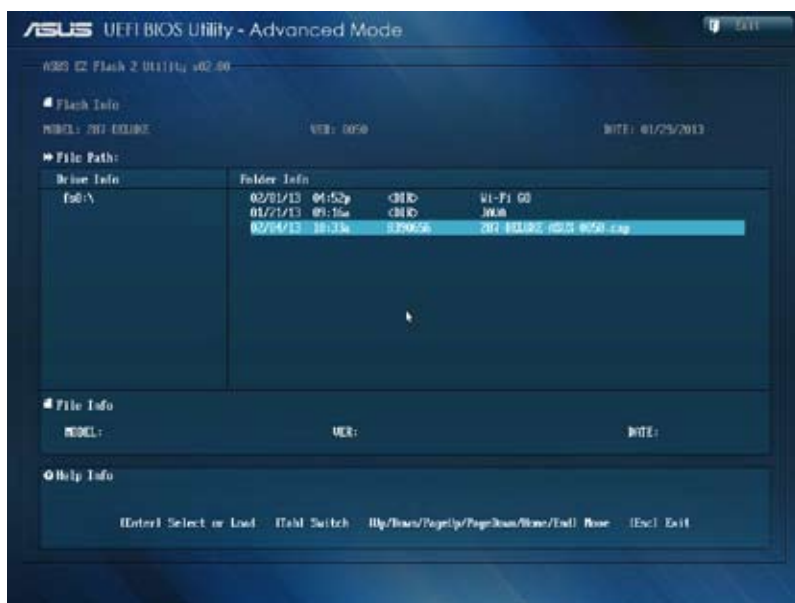 ASUS UEFI BIOS Utility - Advanced Mode
EXIT
ASUS EZ Flash 2 Utility v02.00
Flash Info
MODEL: Z87-DELUXE VER: 0050 DATE: 01/29/2013
File Path:
Drive Info Folder Info
fs0:\
02/01/13 04:52p <DIR> Wi-Fi GO
01/21/13 09:16a <DIR>
02/04/13 10:33a 8390656 Z87-DELUXE-ASUS-0050.cap
File Info
MODEL: VER: DATE:
Help Info
[Enter] Select or Load [Tab] Switch [Up/Down/PageUp/PageDown/Home/End] Move [Esc] Exit